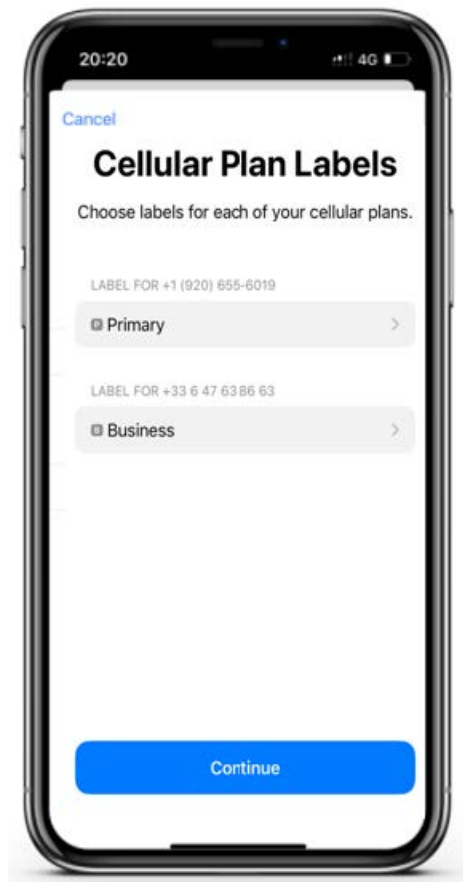 20:20
4G
Cancel
Cellular Plan Labels
Choose labels for each of your cellular plans.
LABEL FOR +1 (920) 655-6019
P Primary
LABEL FOR +33 6 47 63 86 63
B Business
Continue